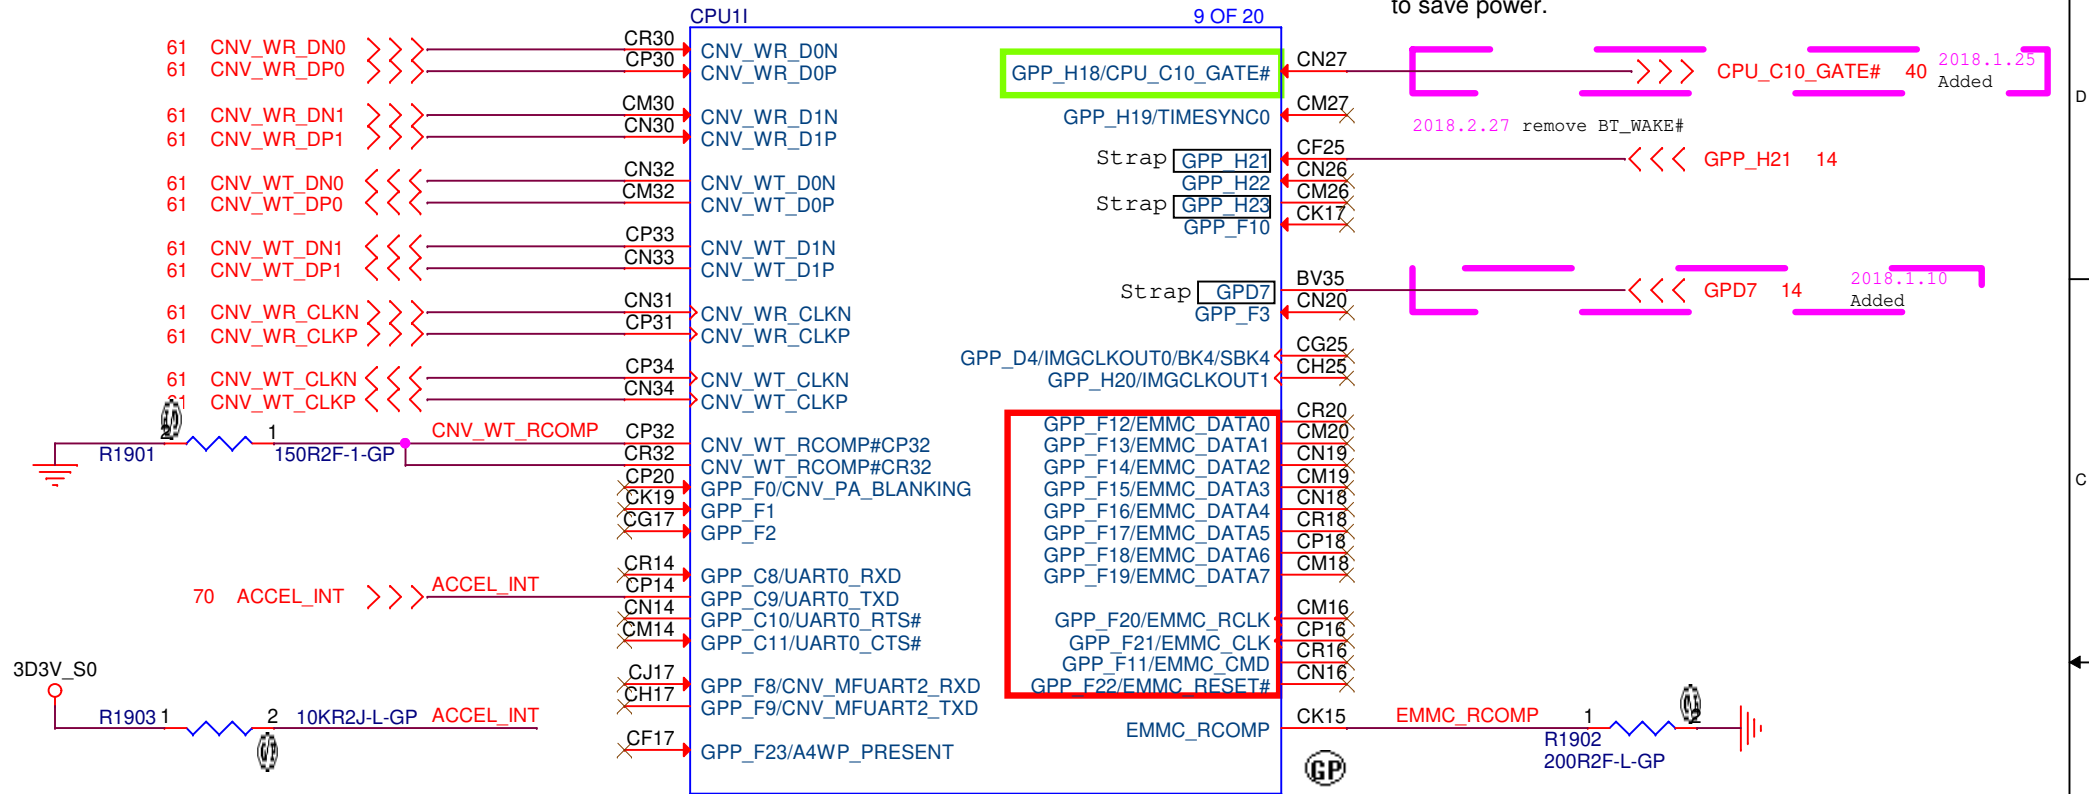 to save power.
CPU1I 9 OF 20
61 CNV_WR_DN0 CR30 CNV_WR_D0N
61 CNV_WR_DP0 CP30 CNV_WR_D0P
61 CNV_WR_DN1 CM30 CNV_WR_D1N
61 CNV_WR_DP1 CN30 CNV_WR_D1P
61 CNV_WT_DN0 CN32 CNV_WT_D0N
61 CNV_WT_DP0 CM32 CNV_WT_D0P
61 CNV_WT_DN1 CP33 CNV_WT_D1N
61 CNV_WT_DP1 CN33 CNV_WT_D1P
61 CNV_WR_CLKN CN31 CNV_WR_CLKN
61 CNV_WR_CLKP CP31 CNV_WR_CLKP
61 CNV_WT_CLKN CP34 CNV_WT_CLKN
61 CNV_WT_CLKP CN34 CNV_WT_CLKP
R1901 2 1 150R2F-1-GP CNV_WT_RCOMP CP32 CNV_WT_RCOMP#CP32
CR32 CNV_WT_RCOMP#CR32
CP20 GPP_F0/CNV_PA_BLANKING
CK19 GPP_F1
CG17 GPP_F2
CR14 GPP_C8/UART0_RXD
70 ACCEL_INT ACCEL_INT CP14 GPP_C9/UART0_TXD
CN14 GPP_C10/UART0_RTS#
CM14 GPP_C11/UART0_CTS#
CJ17 GPP_F8/CNV_MFUART2_RXD
CH17 GPP_F9/CNV_MFUART2_TXD
3D3V_S0
R1903 1 2 10KR2J-L-GP ACCEL_INT
CF17 GPP_F23/A4WP_PRESENT
GPP_H18/CPU_C10_GATE# CN27 CPU_C10_GATE# 40 2018.1.25
Added
GPP_H19/TIMESYNC0 CM27
2018.2.27 remove BT_WAKE#
Strap GPP_H21 CF25 GPP_H21 14
GPP_H22 CN26
Strap GPP_H23 CM26
GPP_F10 CK17
Strap GPD7 BV35 GPD7 14 2018.1.10
Added
GPP_F3 CN20
GPP_D4/IMGCLKOUT0/BK4/SBK4 CG25
GPP_H20/IMGCLKOUT1 CH25
GPP_F12/EMMC_DATA0 CR20
GPP_F13/EMMC_DATA1 CM20
GPP_F14/EMMC_DATA2 CN19
GPP_F15/EMMC_DATA3 CM19
GPP_F16/EMMC_DATA4 CN18
GPP_F17/EMMC_DATA5 CR18
GPP_F18/EMMC_DATA6 CP18
GPP_F19/EMMC_DATA7 CM18
GPP_F20/EMMC_RCLK CM16
GPP_F21/EMMC_CLK CP16
GPP_F11/EMMC_CMD CR16
GPP_F22/EMMC_RESET# CN16
EMMC_RCOMP CK15 EMMC_RCOMP 1 2
R1902
200R2F-L-GP
GP
D
C